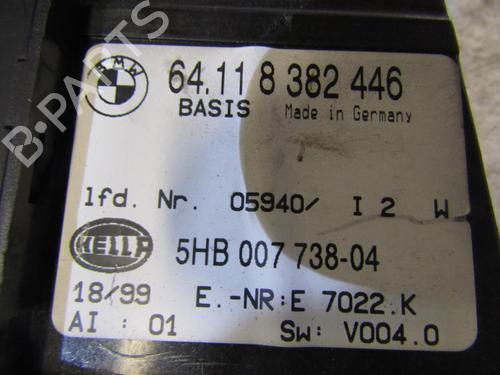 B-PARTS
BMW
64.11 8 382 446
BASIS Made in Germany
lfd. Nr. 05940/ I 2 W
HELLA
5HB 007 738-04
18/99 E.-NR:E 7022.K
AI : 01 SW: V004.0